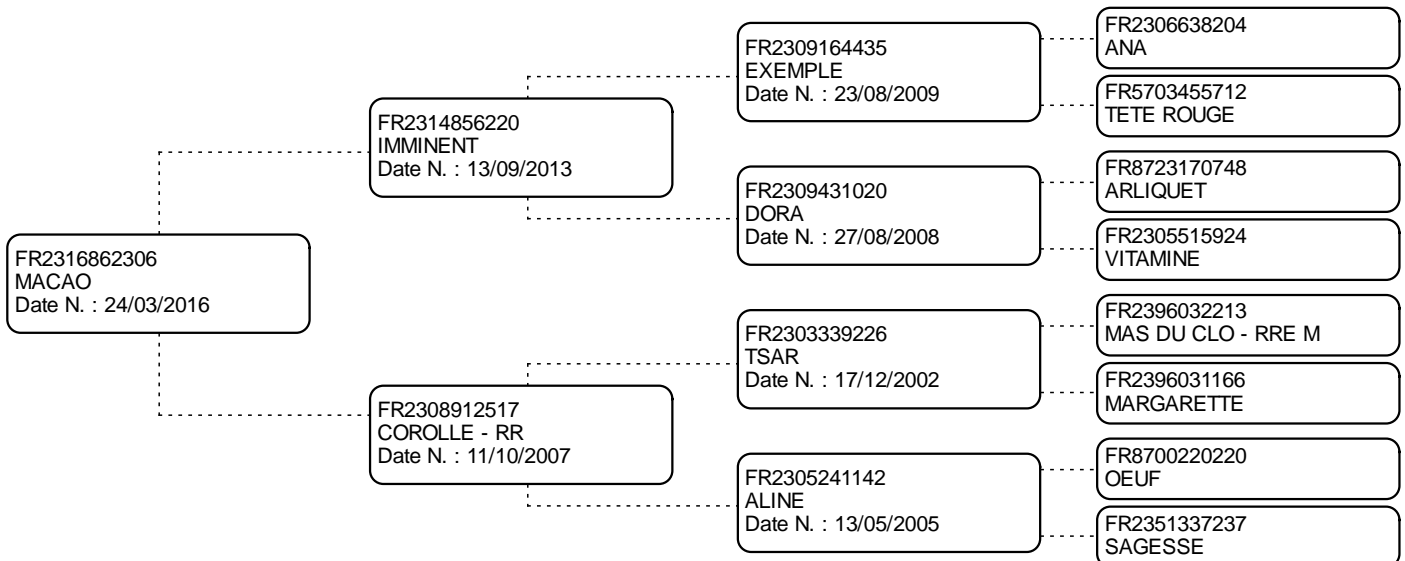 FR2316862306
MACAO
Date N. : 24/03/2016
FR2314856220
IMMINENT
Date N. : 13/09/2013
FR2308912517
COROLLE - RR
Date N. : 11/10/2007
FR2309164435
EXEMPLE
Date N. : 23/08/2009
FR2309431020
DORA
Date N. : 27/08/2008
FR2303339226
TSAR
Date N. : 17/12/2002
FR2305241142
ALINE
Date N. : 13/05/2005
FR2306638204
ANA
FR5703455712
TETE ROUGE
FR8723170748
ARLIQUET
FR2305515924
VITAMINE
FR2396032213
MAS DU CLO - RRE M
FR2396031166
MARGARETTE
FR8700220220
OEUF
FR2351337237
SAGESSE